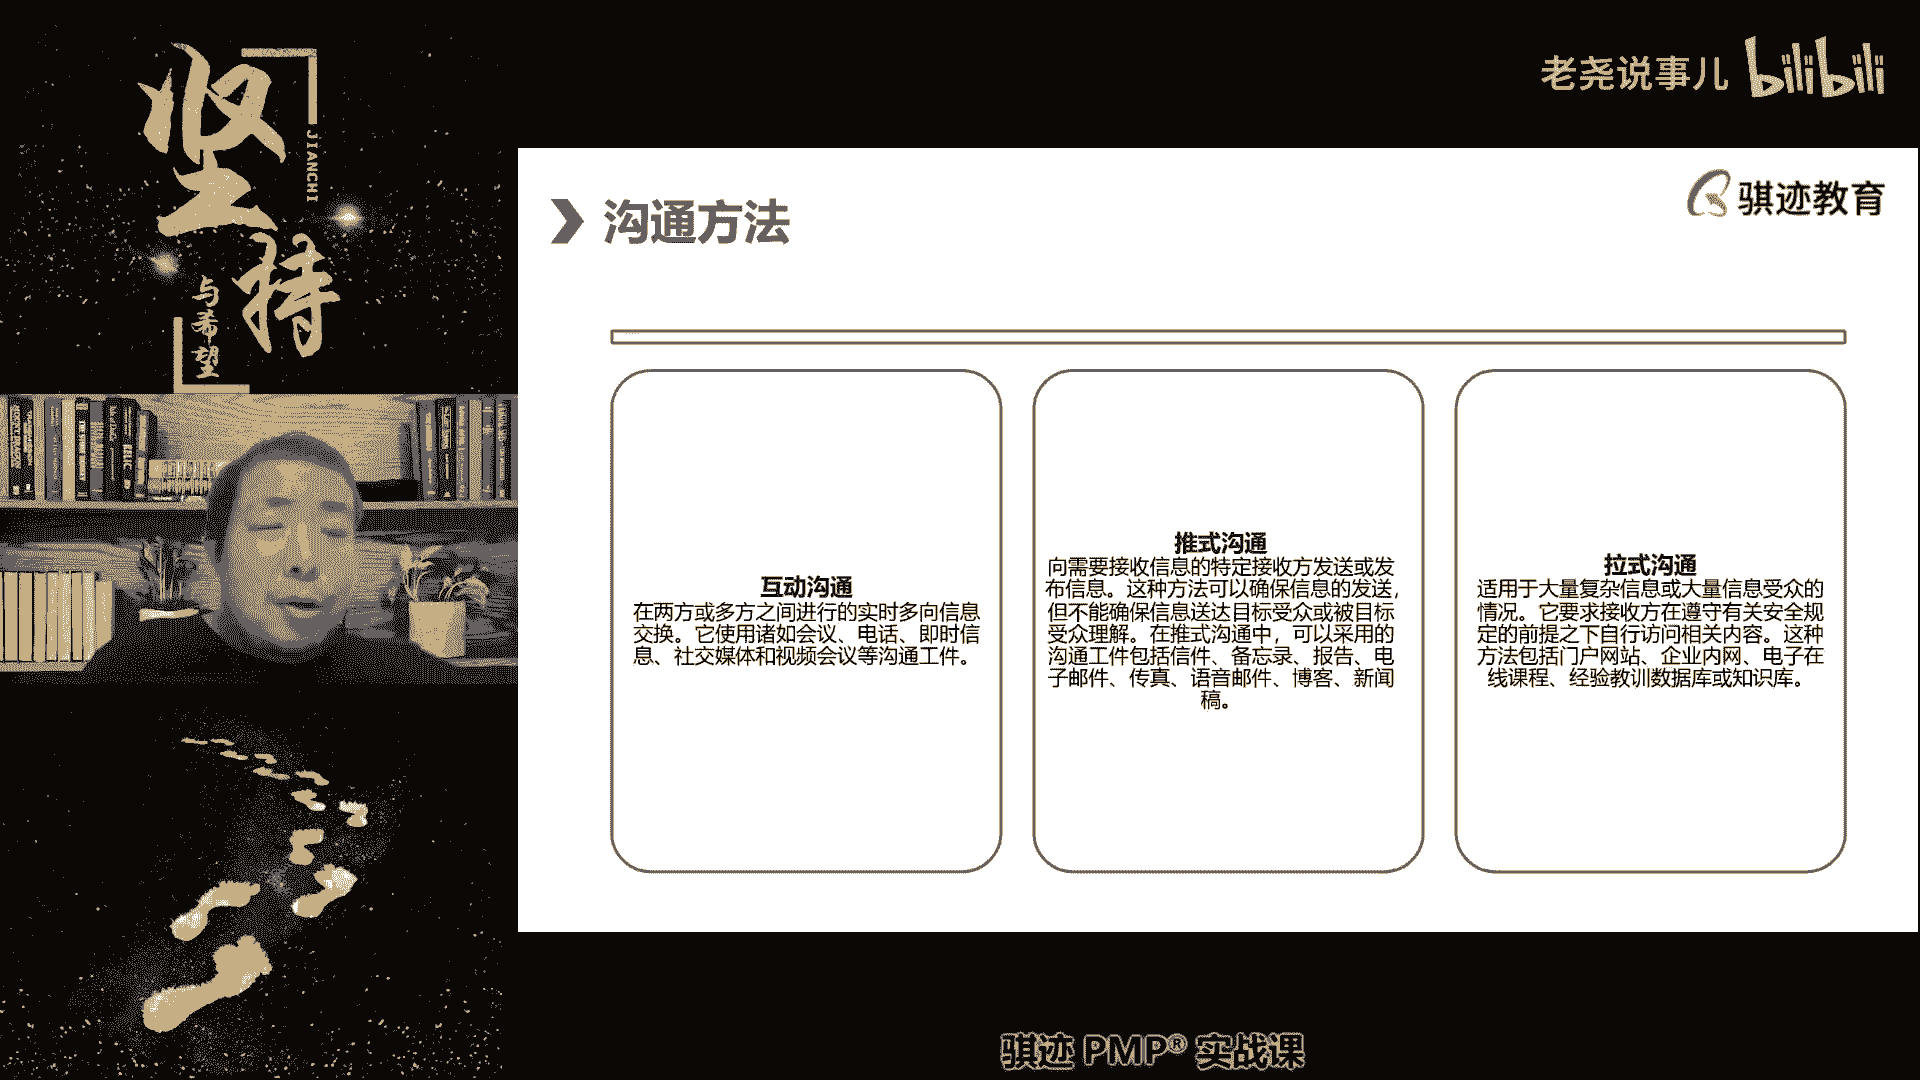 坚持
JIANCHI
与希望
老尧说事儿 bilibili
骐迹教育
沟通方法
互动沟通
在两方或多方之间进行的实时多向信息
交换。它使用诸如会议、电话、即时信
息、社交媒体和视频会议等沟通工件。
推式沟通
向需要接收信息的特定接收方发送或发
布信息。这种方法可以确保信息的发送，
但不能确保信息送达目标受众或被目标
受众理解。在推式沟通中，可以采用的
沟通工件包括信件、备忘录、报告、电
子邮件、传真、语音邮件、博客、新闻
稿。
拉式沟通
适用于大量复杂信息或大量信息受众的
情况。它要求接收方在遵守有关安全规
定的前提之下自行访问相关内容。这种
方法包括门户网站、企业内网、电子在
线课程、经验教训数据库或知识库。
骐迹 PMP® 实战课